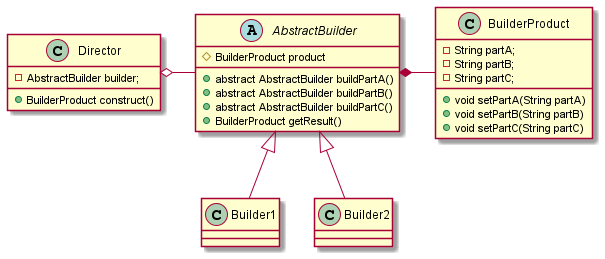 C Director
AbstractBuilder builder;
BuilderProduct construct()
A AbstractBuilder
BuilderProduct product
abstract AbstractBuilder buildPartA()
abstract AbstractBuilder buildPartB()
abstract AbstractBuilder buildPartC()
BuilderProduct getResult()
C BuilderProduct
String partA;
String partB;
String partC;
void setPartA(String partA)
void setPartB(String partB)
void setPartC(String partC)
C Builder1
C Builder2